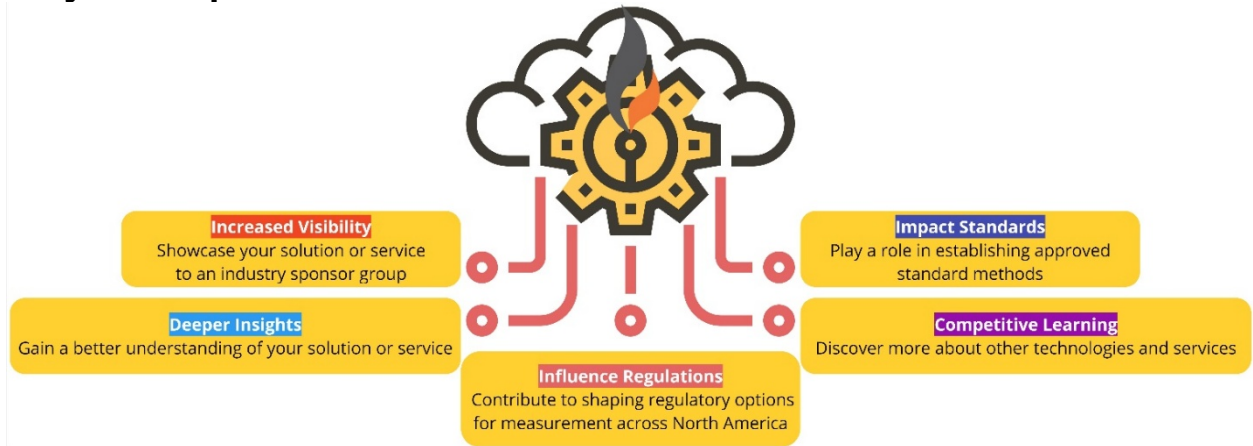 Increased Visibility
Showcase your solution or service
to an industry sponsor group
Impact Standards
Play a role in establishing approved
standard methods
Deeper Insights
Gain a better understanding of your solution or service
Competitive Learning
Discover more about other technologies and services
Influence Regulations
Contribute to shaping regulatory options
for measurement across North America